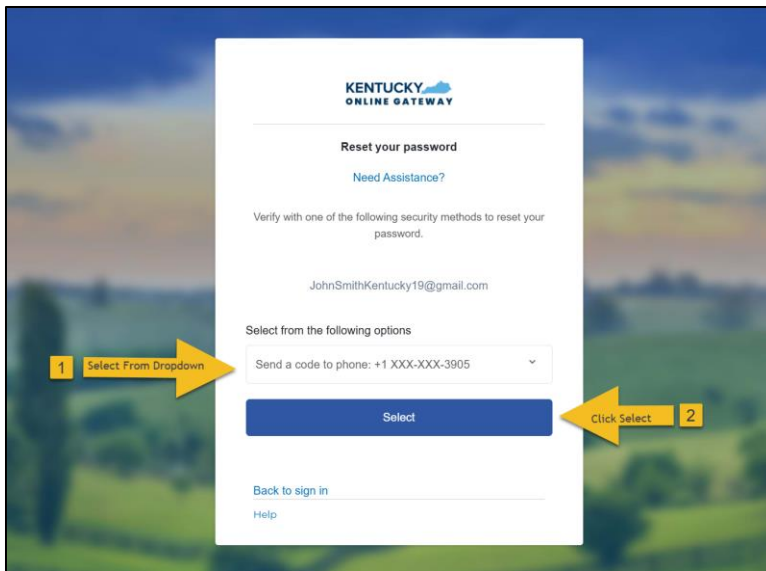 KENTUCKY
ONLINE GATEWAY
Reset your password
Need Assistance?
Verify with one of the following security methods to reset your
password.
JohnSmithKentucky19@gmail.com
Select from the following options
1 Select From Dropdown
Send a code to phone: +1 XXX-XXX-3905
Select
Click Select 2
Back to sign in
Help